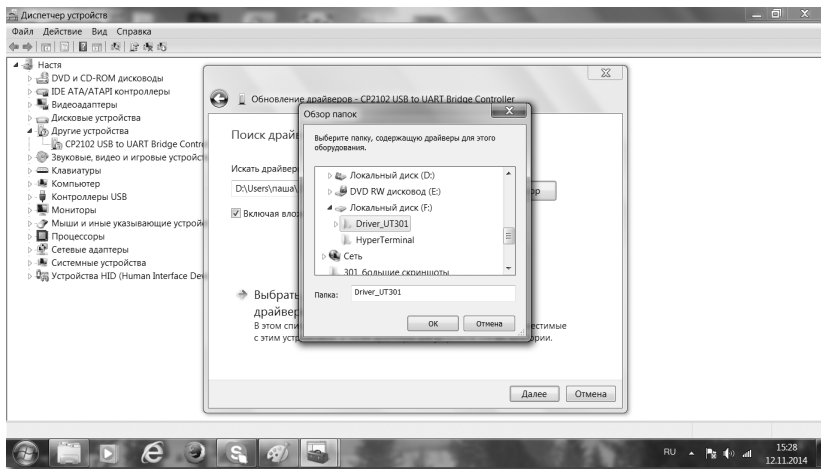 Диспетчер устройств
Файл Действие Вид Справка
Настя
DVD и CD-ROM дисководы
IDE ATA/ATAPI контроллеры
Видеоадаптеры
Дисковые устройства
Другие устройства
CP2102 USB to UART Bridge Contro
Звуковые, видео и игровые устройст
Клавиатуры
Компьютер
Контроллеры USB
Мониторы
Мыши и иные указывающие устрой
Процессоры
Сетевые адаптеры
Системные устройства
Устройства HID (Human Interface Dev
Обновление драйверов - CP2102 USB to UART Bridge Controller
Поиск драйв
Искать драйвер
D:\Users\паша\
ор
Включая влож
Выбрать
драйвер
В этом спи
естимые
с этим устр
ории.
Далее
Отмена
Обзор папок
Выберите папку, содержащую драйверы для этого
оборудования.
Локальный диск (D:)
DVD RW дисковод (E:)
Локальный диск (F:)
Driver_UT301
HyperTerminal
Сеть
301 большие скриншоты
Папка:
Driver_UT301
ОК
Отмена
RU
15:28
12.11.2014